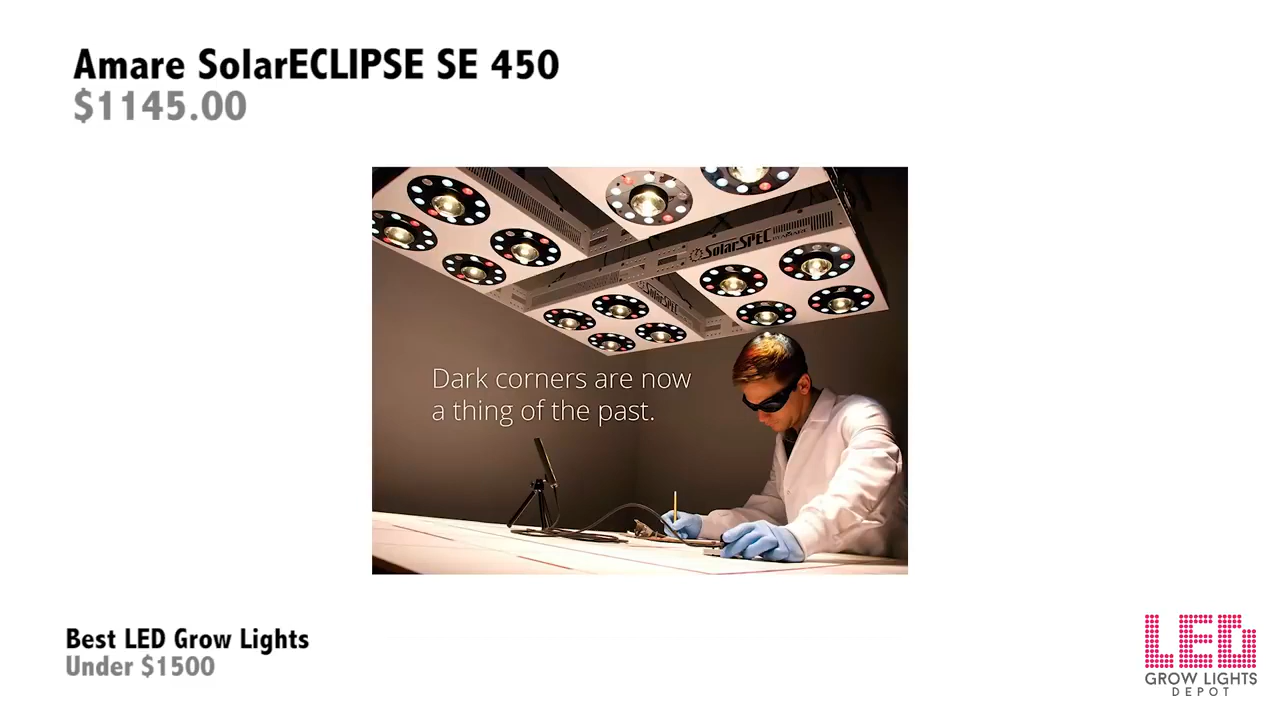 Amare SolarECLIPSE SE 450
$1145.00
SolarSPEC
SolarSPEC
Dark corners are now
a thing of the past.
Best LED Grow Lights
Under $1500
LED
GROW LIGHTS
DEPOT